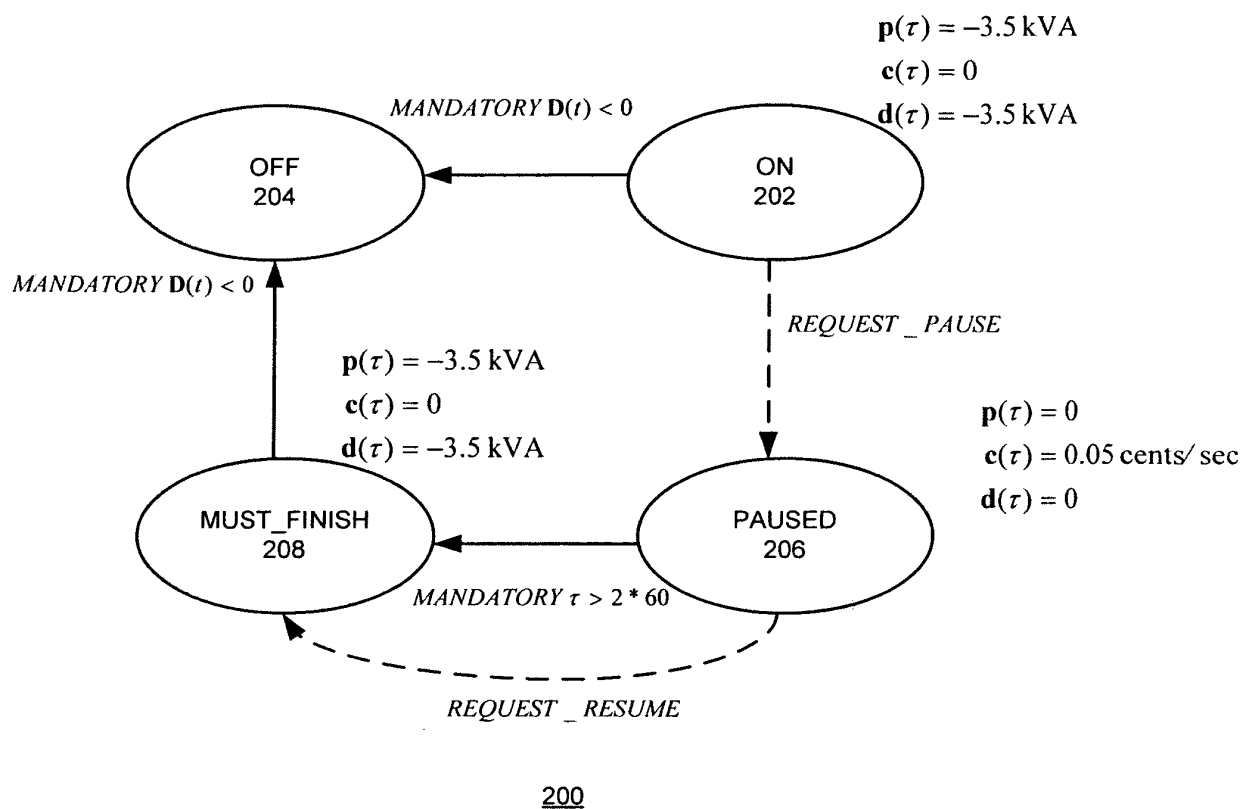 p(τ) = −3.5 kVA
c(τ) = 0
d(τ) = −3.5 kVA
MANDATORY D(t) < 0
OFF
204
ON
202
MANDATORY D(t) < 0
REQUEST _ PAUSE
p(τ) = −3.5 kVA
c(τ) = 0
d(τ) = −3.5 kVA
p(τ) = 0
c(τ) = 0.05 cents/ sec
d(τ) = 0
MUST_FINISH
208
PAUSED
206
MANDATORY τ > 2 * 60
REQUEST _ RESUME
200